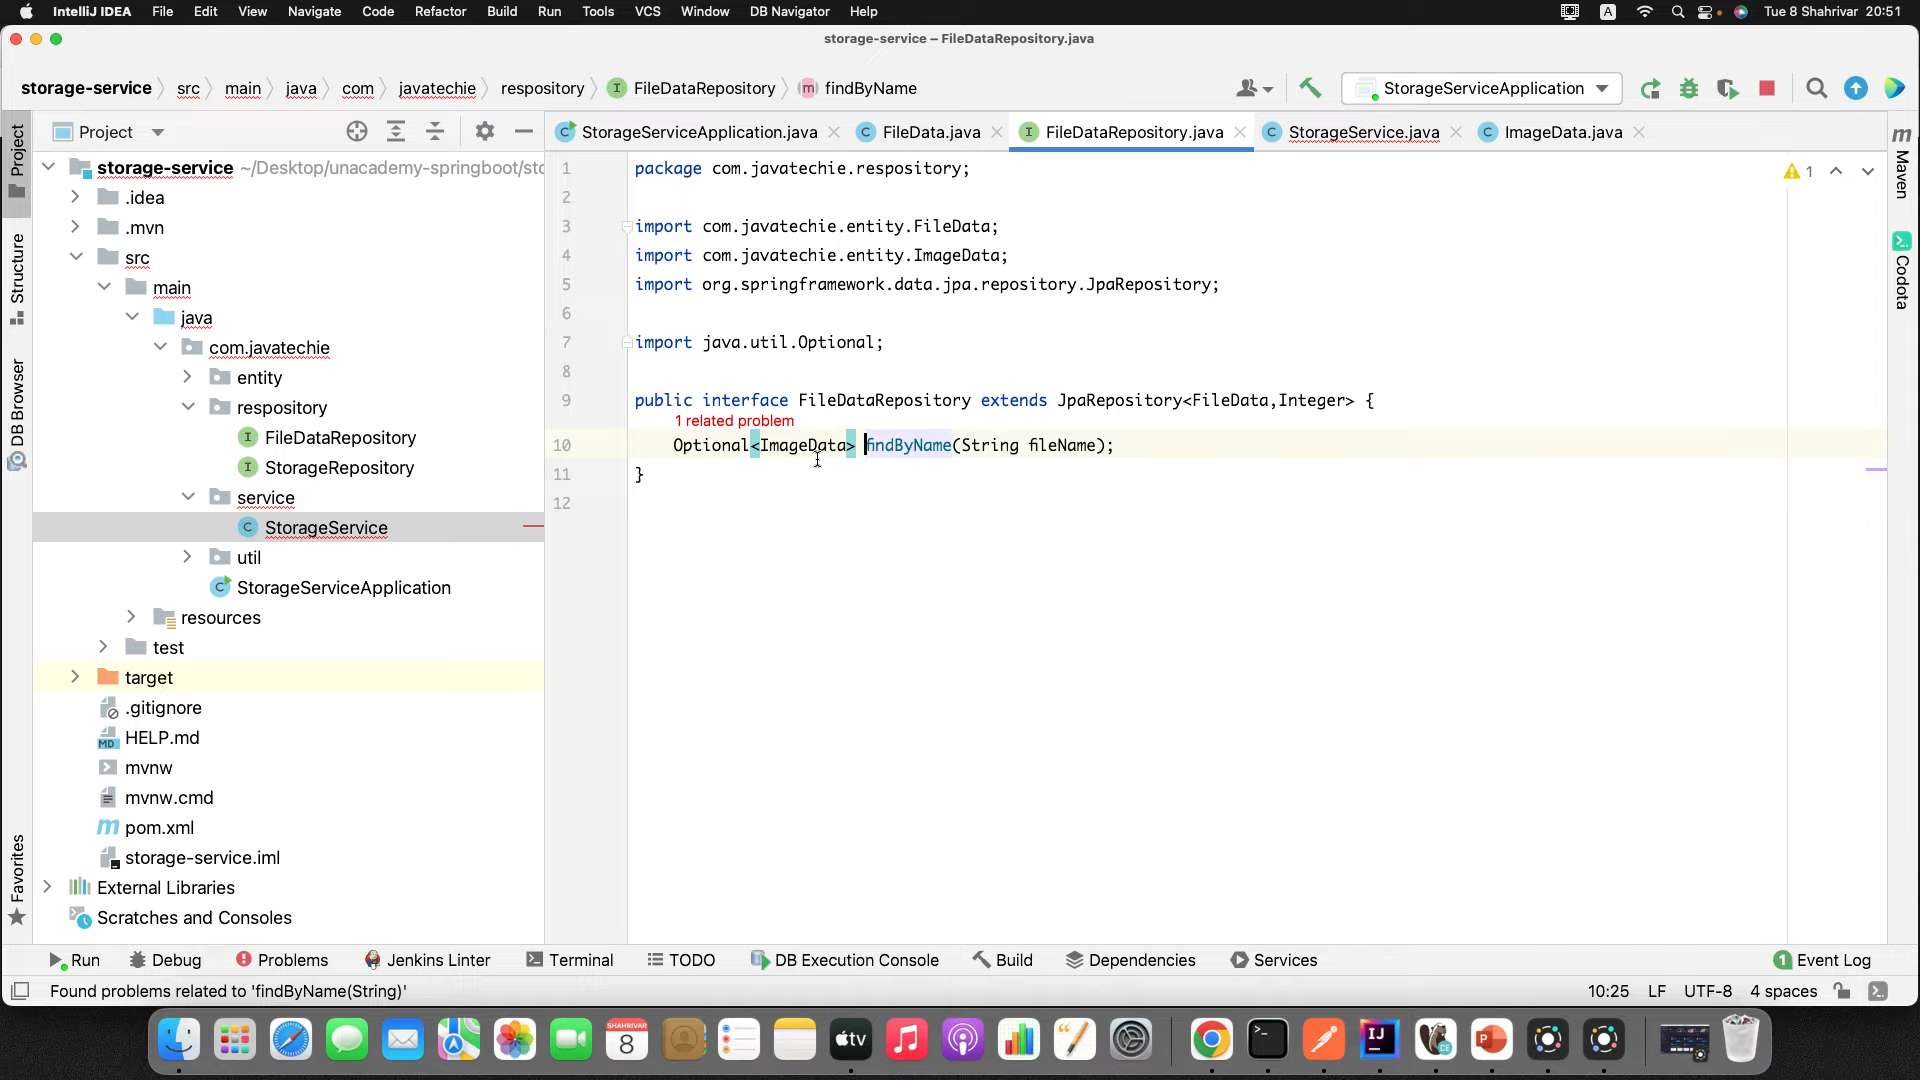 IntelliJ IDEA File Edit View Navigate Code Refactor Build Run Tools VCS Window DB Navigator Help A Tue 8 Shahrivar 20:51
storage-service – FileDataRepository.java
storage-service src main java com javatechie respository I FileDataRepository m findByName StorageServiceApplication
Project
StorageServiceApplication.java FileData.java FileDataRepository.java StorageService.java ImageData.java
Project
Structure
DB Browser
Favorites
storage-service ~/Desktop/unacademy-springboot/sto
.idea
.mvn
src
main
java
com.javatechie
entity
respository
FileDataRepository
StorageRepository
service
StorageService
util
StorageServiceApplication
resources
test
target
.gitignore
HELP.md
mvnw
mvnw.cmd
pom.xml
storage-service.iml
External Libraries
Scratches and Consoles
1 package com.javatechie.respository;
2
3 import com.javatechie.entity.FileData;
4 import com.javatechie.entity.ImageData;
5 import org.springframework.data.jpa.repository.JpaRepository;
6
7 import java.util.Optional;
8
9 public interface FileDataRepository extends JpaRepository<FileData,Integer> {
1 related problem
10 Optional<ImageData> findByName(String fileName);
11 }
12
1
m Maven
Codota
Run Debug Problems Jenkins Linter Terminal TODO DB Execution Console Build Dependencies Services 1 Event Log
Found problems related to 'findByName(String)' 10:25 LF UTF-8 4 spaces
SHAHRIVAR
8
tv
IJ
CE
P